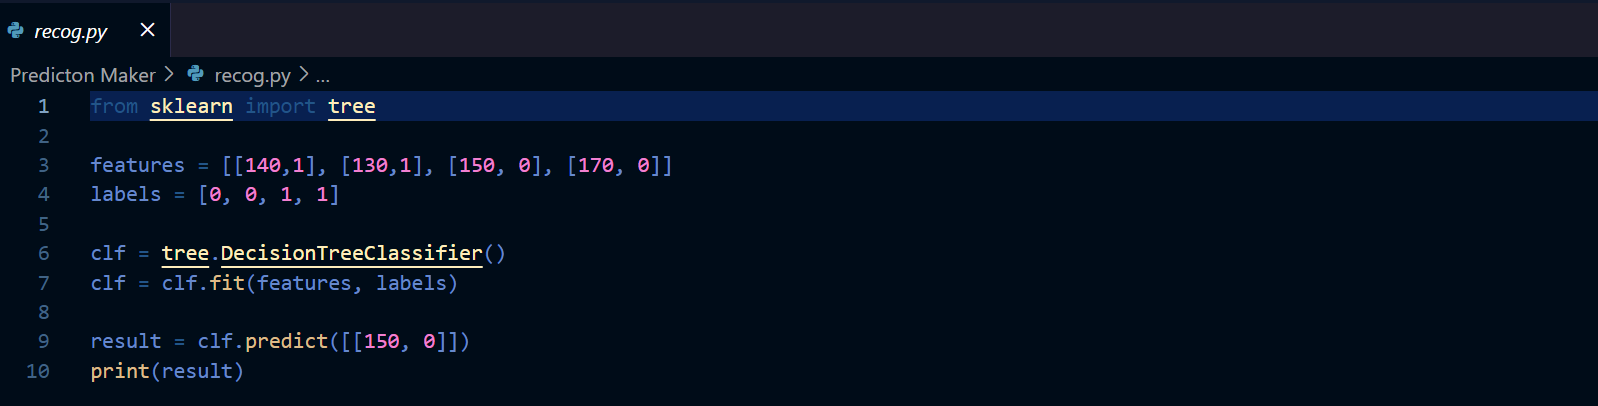 recog.py ×
Predicton Maker > recog.py > ...
1 from sklearn import tree
2
3 features = [[140,1], [130,1], [150, 0], [170, 0]]
4 labels = [0, 0, 1, 1]
5
6 clf = tree.DecisionTreeClassifier()
7 clf = clf.fit(features, labels)
8
9 result = clf.predict([[150, 0]])
10 print(result)